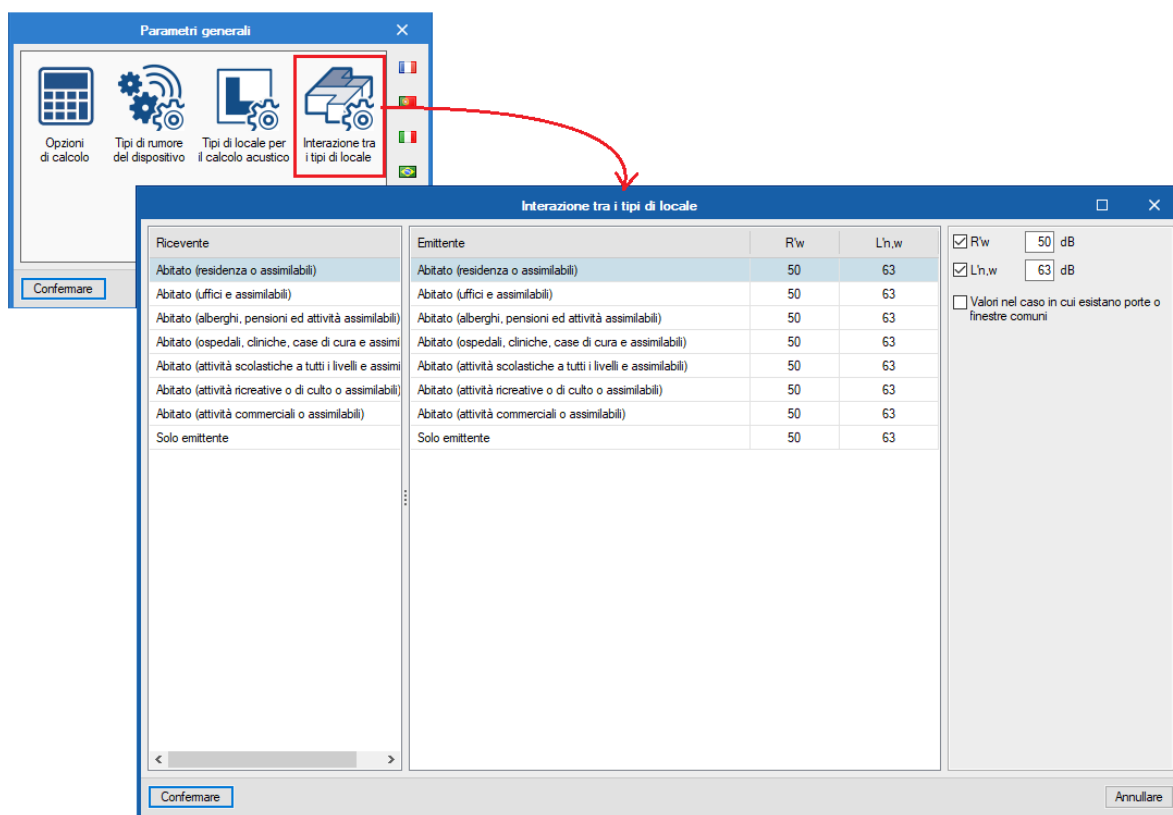 Parametri generali
Opzioni
di calcolo
Tipi di rumore
del dispositivo
Tipi di locale per
il calcolo acustico
Interazione tra
i tipi di locale
Confermare
Interazione tra i tipi di locale
Ricevente
Abitato (residenza o assimilabili)
Abitato (uffici e assimilabili)
Abitato (alberghi, pensioni ed attività assimilabili)
Abitato (ospedali, cliniche, case di cura e assimi
Abitato (attività scolastiche a tutti i livelli e assimi
Abitato (attività ricreative o di culto o assimilabili)
Abitato (attività commerciali o assimilabili)
Solo emittente
Emittente R'w L'n,w
Abitato (residenza o assimilabili) 50 63
Abitato (uffici e assimilabili) 50 63
Abitato (alberghi, pensioni ed attività assimilabili) 50 63
Abitato (ospedali, cliniche, case di cura e assimilabili) 50 63
Abitato (attività scolastiche a tutti i livelli e assimilabili) 50 63
Abitato (attività ricreative o di culto o assimilabili) 50 63
Abitato (attività commerciali o assimilabili) 50 63
Solo emittente 50 63
R'w 50 dB
L'n,w 63 dB
Valori nel caso in cui esistano porte o
finestre comuni
Confermare
Annullare